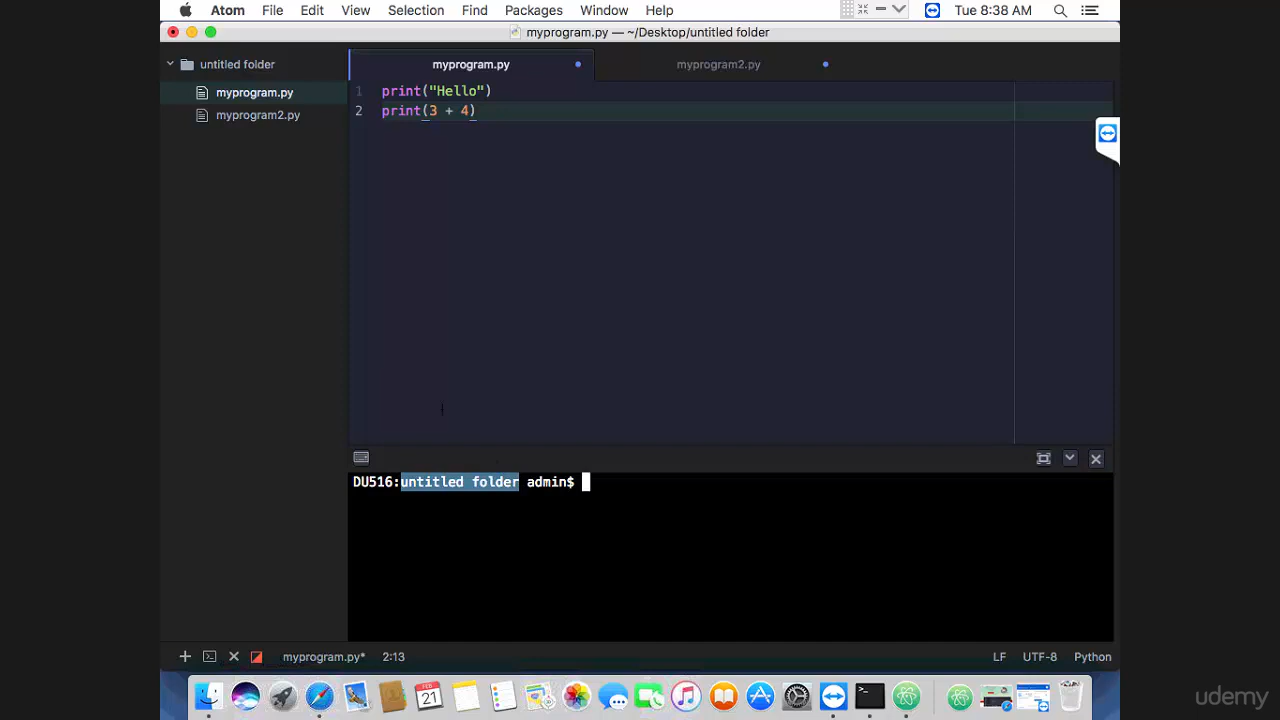 Atom File Edit View Selection Find Packages Window Help Tue 8:38 AM
myprogram.py — ~/Desktop/untitled folder
untitled folder
myprogram.py
myprogram2.py
myprogram.py myprogram2.py
1 print("Hello")
2 print(3 + 4)
DU516:untitled folder admin$
myprogram.py* 2:13 LF UTF-8 Python
FEB
21
udemy